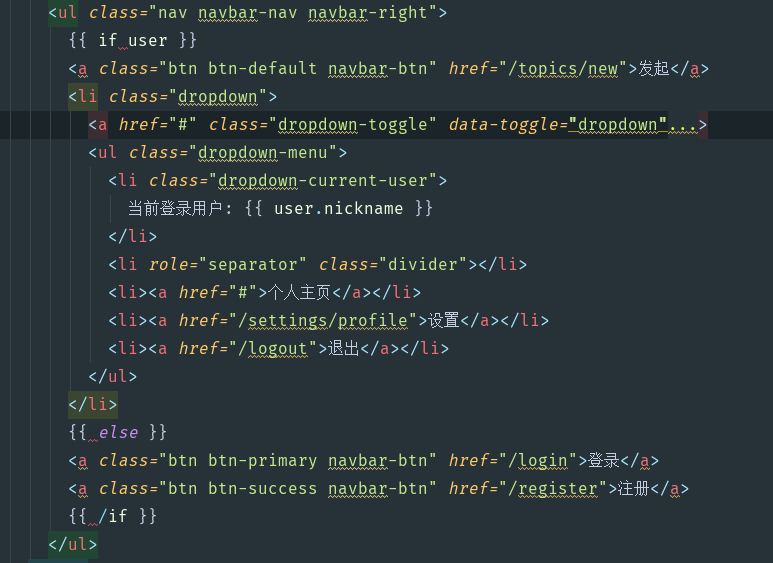 <ul class="nav navbar-nav navbar-right">
{{ if user }}
<a class="btn btn-default navbar-btn" href="/topics/new">发起</a>
<li class="dropdown">
<a href="#" class="dropdown-toggle" data-toggle="dropdown"...>
<ul class="dropdown-menu">
<li class="dropdown-current-user">
当前登录用户: {{ user.nickname }}
</li>
<li role="separator" class="divider"></li>
<li><a href="#">个人主页</a></li>
<li><a href="/settings/profile">设置</a></li>
<li><a href="/logout">退出</a></li>
</ul>
</li>
{{ else }}
<a class="btn btn-primary navbar-btn" href="/login">登录</a>
<a class="btn btn-success navbar-btn" href="/register">注册</a>
{{ /if }}
</ul>